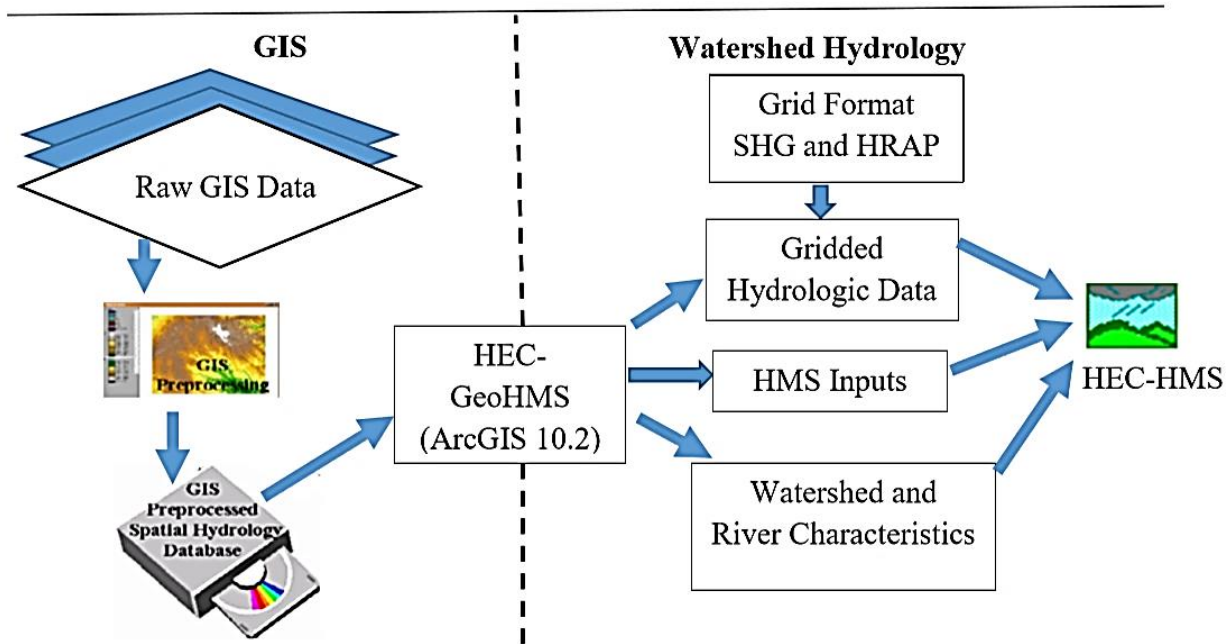 GIS
Raw GIS Data
GIS
Preprocessing
GIS
Preprocessed
Spatial Hydrology
Database
HEC-
GeoHMS
(ArcGIS 10.2)
Watershed Hydrology
Grid Format
SHG and HRAP
Gridded
Hydrologic Data
HMS Inputs
Watershed and
River Characteristics
HEC-HMS